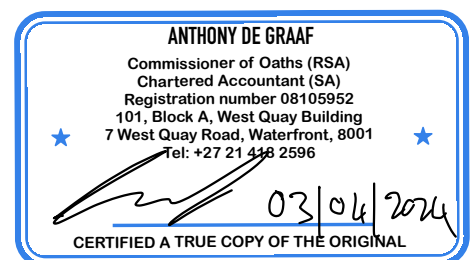 ANTHONY DE GRAAF
Commissioner of Oaths (RSA)
Chartered Accountant (SA)
Registration number 08105952
101, Block A, West Quay Building
7 West Quay Road, Waterfront, 8001
Tel: +27 21 418 2596
03/04/2024
CERTIFIED A TRUE COPY OF THE ORIGINAL